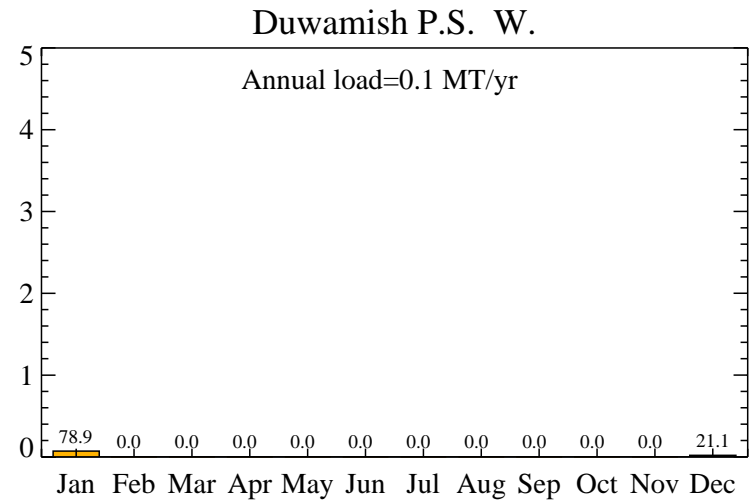 Duwamish P.S.  W.
Annual load=0.1 MT/yr
5
4
3
2
1
0
78.9 0.0 0.0 0.0 0.0 0.0 0.0 0.0 0.0 0.0 0.0 21.1
Jan Feb Mar Apr May Jun Jul Aug Sep Oct Nov Dec